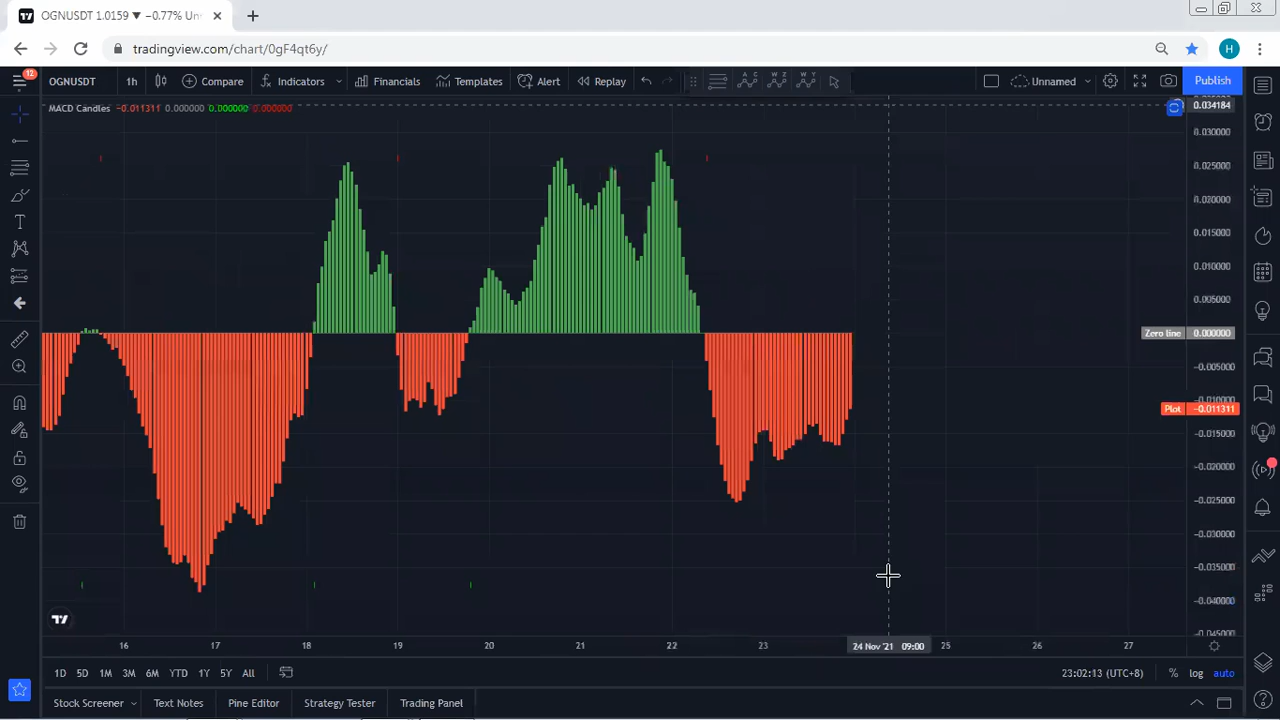 OGNUSDT 1.0159 ▼ −0.77% Un
tradingview.com/chart/0gF4qt6y/
H
12
OGNUSDT 1h Compare Indicators Financials Templates Alert Replay Unnamed Publish
MACD Candles −0.011311 0.000000 0.000000 0.000000
0.034184
0.030000
0.025000
0.020000
0.015000
0.010000
0.005000
Zero line 0.000000
−0.005000
−0.010000
Plot −0.011311
−0.015000
−0.020000
−0.025000
−0.030000
−0.035000
−0.040000
−0.045000
16 17 18 19 20 21 22 23 24 Nov '21 09:00 25 26 27
1D 5D 1M 3M 6M YTD 1Y 5Y All 23:02:13 (UTC+8) % log auto
Stock Screener Text Notes Pine Editor Strategy Tester Trading Panel